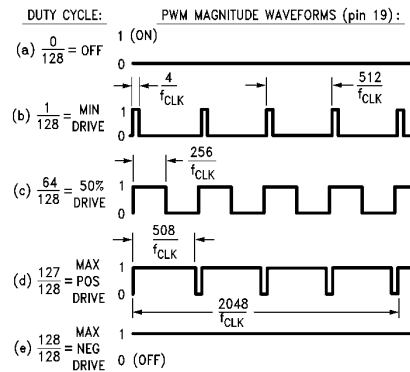 DUTY CYCLE: PWM MAGNITUDE WAVEFORMS (pin 19):
(a) 0/128 = OFF 1 (ON) 0
4/fCLK 512/fCLK
(b) 1/128 = MIN DRIVE 1 0
256/fCLK
(c) 64/128 = 50% DRIVE 1 0
508/fCLK
(d) 127/128 = MAX POS DRIVE 1 0
2048/fCLK
(e) 128/128 = MAX NEG DRIVE 1 0 (OFF)